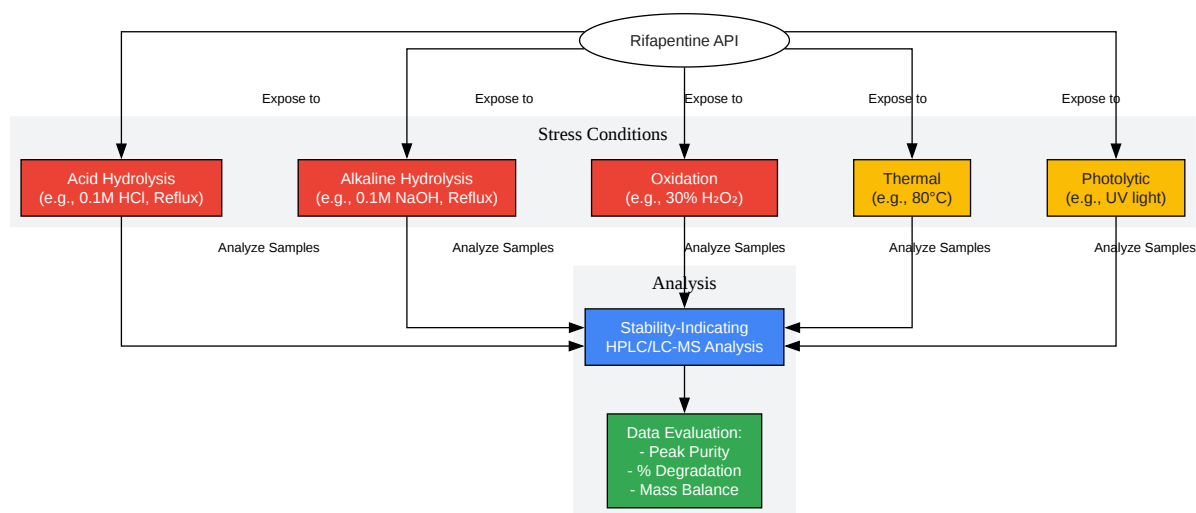 Rifapentine API
Expose to
Expose to
Expose to
Expose to
Expose to
Stress Conditions
Acid Hydrolysis
(e.g., 0.1M HCl, Reflux)
Alkaline Hydrolysis
(e.g., 0.1M NaOH, Reflux)
Oxidation
(e.g., 30% H₂O₂)
Thermal
(e.g., 80°C)
Photolytic
(e.g., UV light)
Analyze Samples
Analyze Samples
Analyze Samples
Analyze Samples
Analyze Samples
Analysis
Stability-Indicating
HPLC/LC-MS Analysis
Data Evaluation:
- Peak Purity
- % Degradation
- Mass Balance